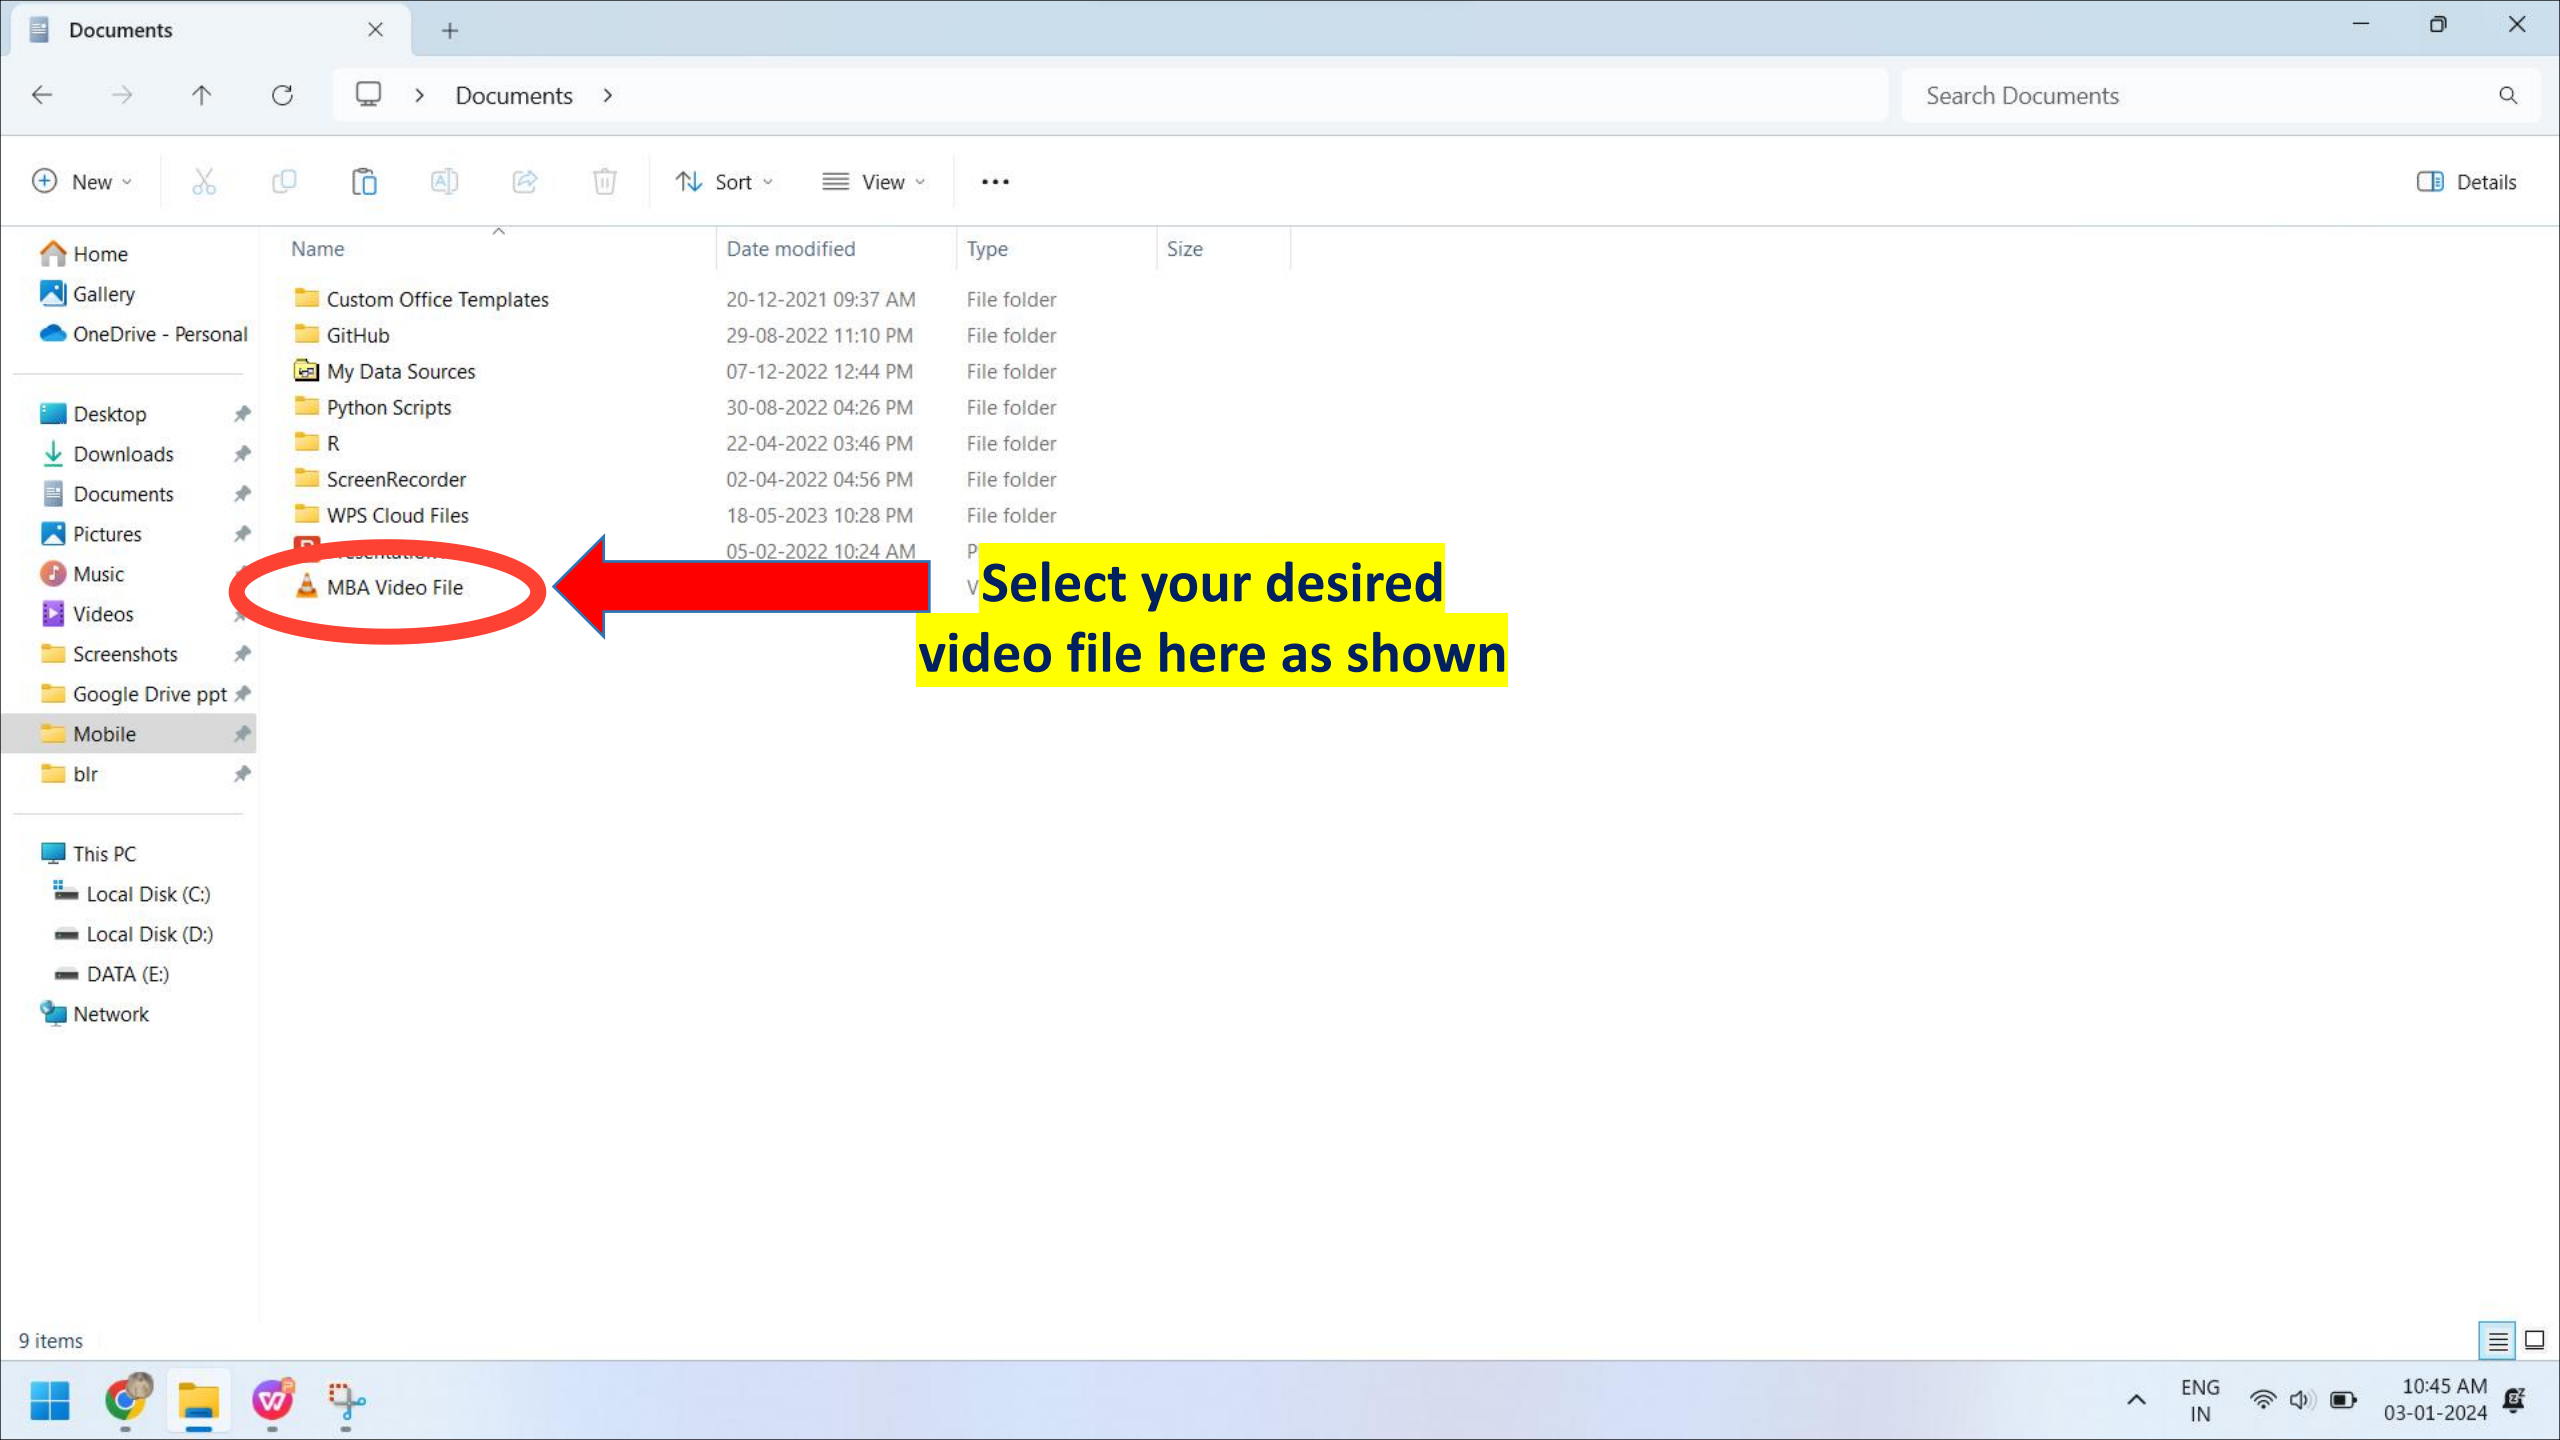 Documents
Documents
Search Documents
New
Sort
View
Details
Home
Gallery
OneDrive - Personal
Desktop
Downloads
Documents
Pictures
Music
Videos
Screenshots
Google Drive ppt
Mobile
blr
This PC
Local Disk (C:)
Local Disk (D:)
DATA (E:)
Network
Name Date modified Type Size
Custom Office Templates 20-12-2021 09:37 AM File folder
GitHub 29-08-2022 11:10 PM File folder
My Data Sources 07-12-2022 12:44 PM File folder
Python Scripts 30-08-2022 04:26 PM File folder
R 22-04-2022 03:46 PM File folder
ScreenRecorder 02-04-2022 04:56 PM File folder
WPS Cloud Files 18-05-2023 10:28 PM File folder
05-02-2022 10:24 AM
MBA Video File
Select your desired
video file here as shown
9 items
ENG
IN
10:45 AM
03-01-2024